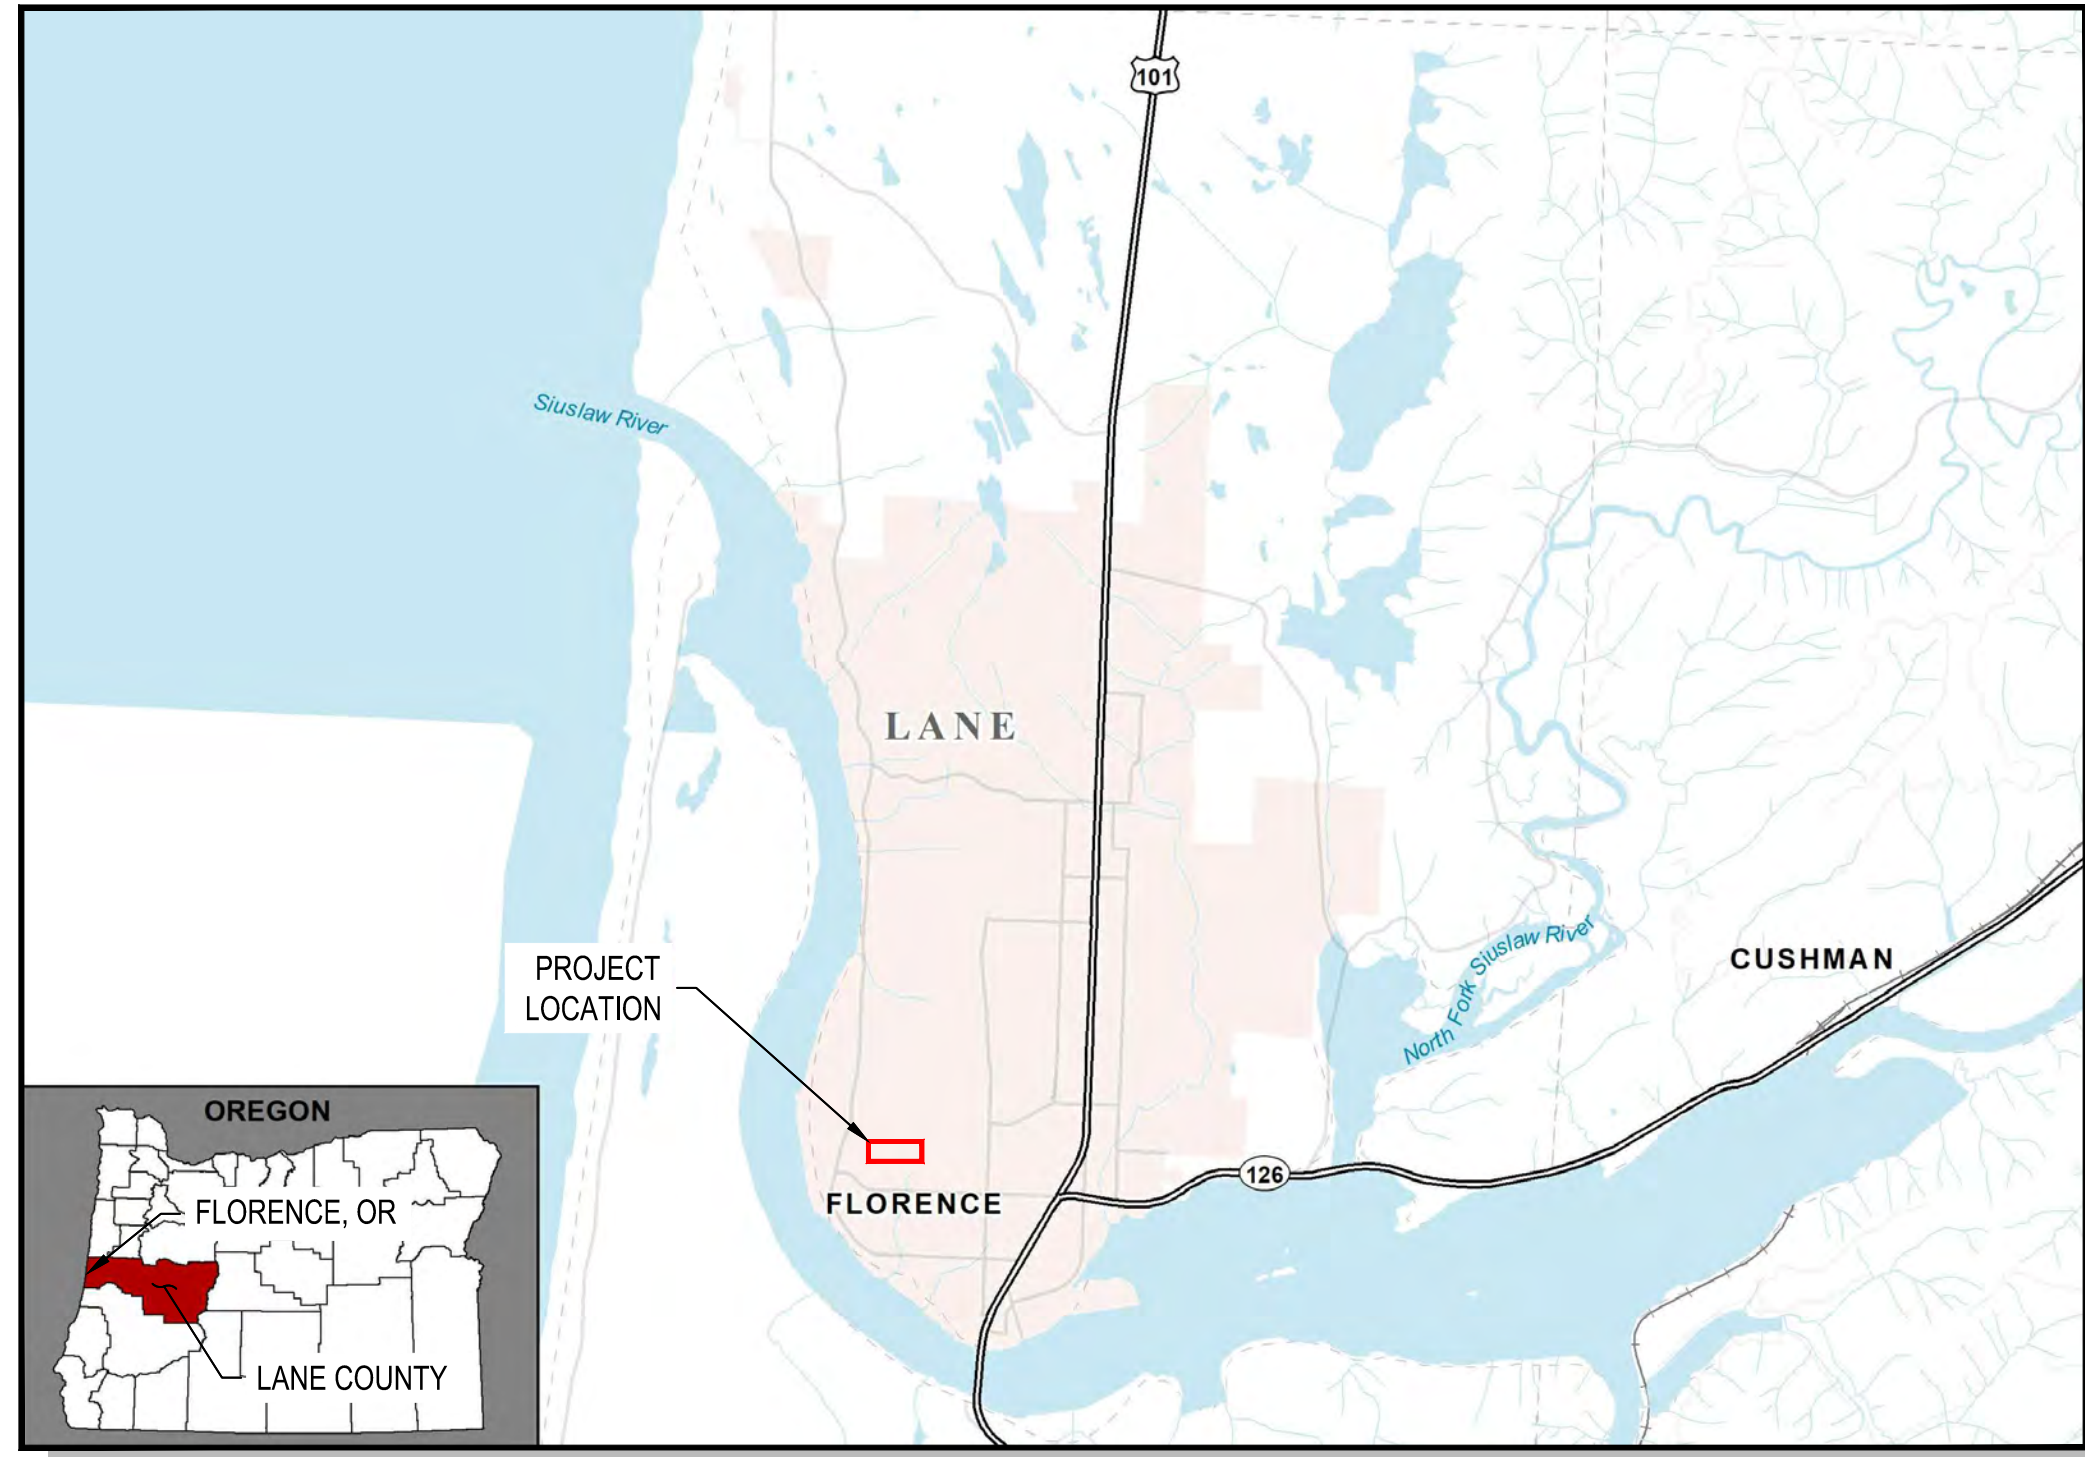 101
Siuslaw River
LANE
PROJECT
LOCATION
North Fork Siuslaw River
CUSHMAN
OREGON
126
FLORENCE
FLORENCE, OR
LANE COUNTY